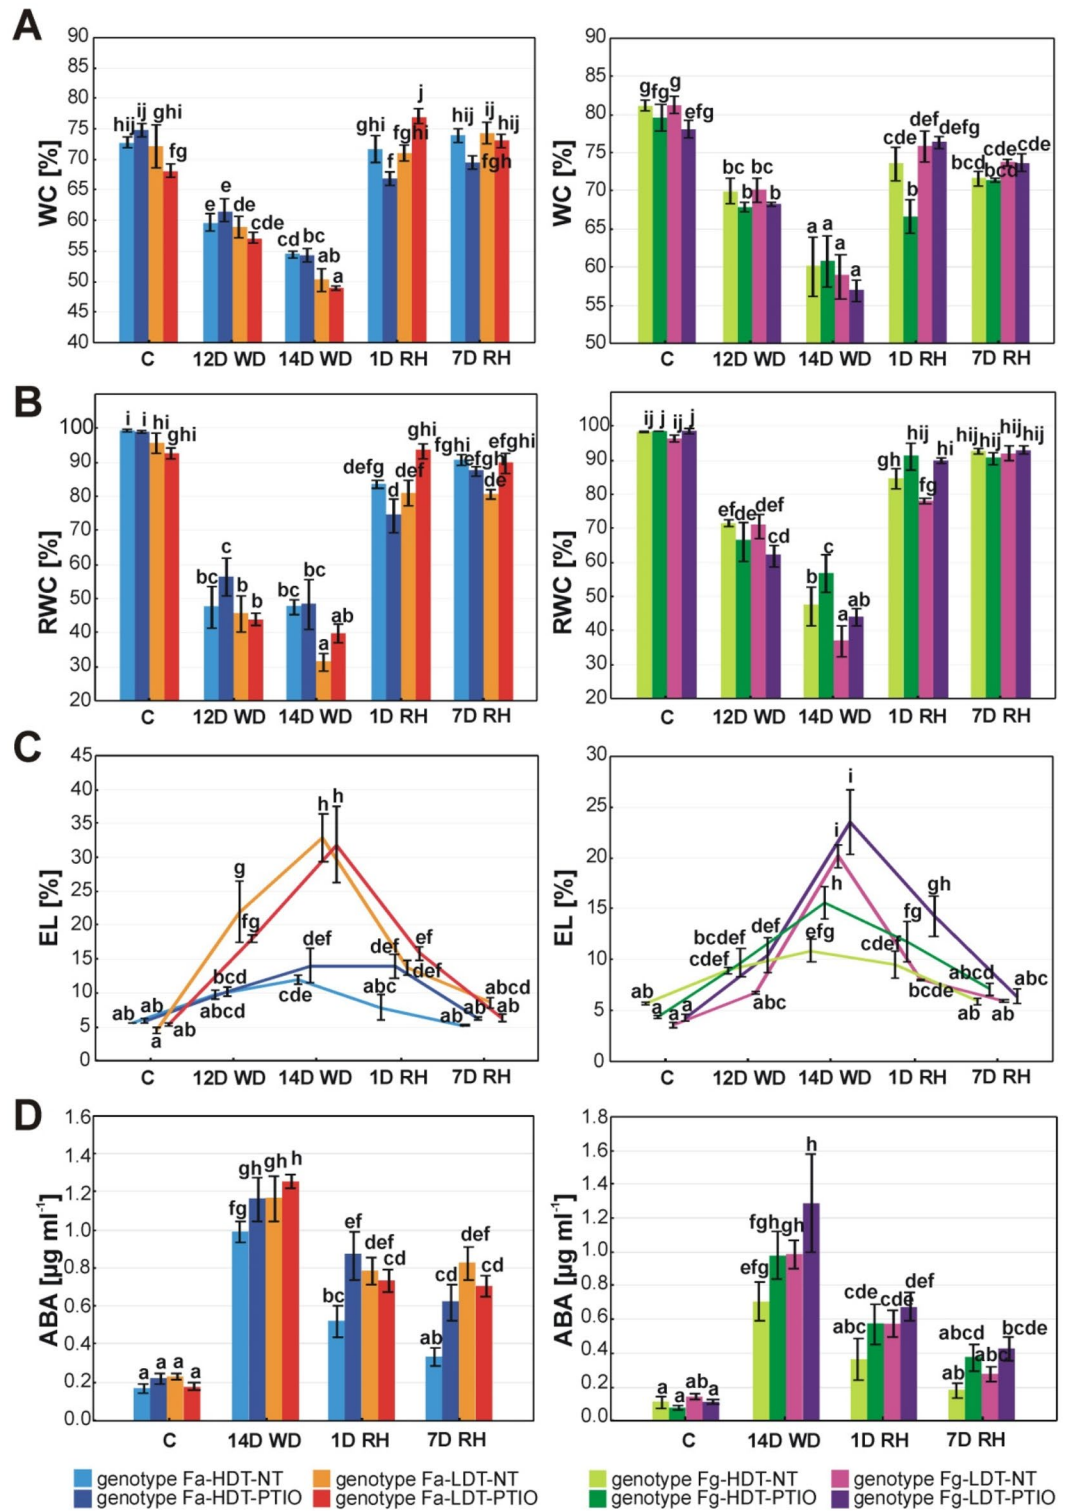 A
WC [%]
90
85
80
75
70
65
60
55
50
45
40
hij ij ghi fg
e e de cde
cd bc ab a
ghi f fghi j
hij fgh ij hij
C 12D WD 14D WD 1D RH 7D RH
WC [%]
90
85
80
75
70
65
60
55
50
g fg g efg
bc b bc b
a a a a
cde b def defg
bcd bcd cde cde
C 12D WD 14D WD 1D RH 7D RH
B
RWC [%]
100
90
80
70
60
50
40
30
20
i i hi ghi
bc c b b
bc bc a ab
defg d def ghi
fghi efgh de efghi
C 12D WD 14D WD 1D RH 7D RH
RWC [%]
100
90
80
70
60
50
40
30
20
ij j ij j
ef de def cd
b c a ab
gh hij fg hi
hij hij hij hij
C 12D WD 14D WD 1D RH 7D RH
C
EL [%]
45
40
35
30
25
20
15
10
5
0
ab ab a ab
g fg bcd abcd
h h def cde
def ef def abc
ab ab abcd ab
C 12D WD 14D WD 1D RH 7D RH
EL [%]
30
25
20
15
10
5
0
ab a a a
bcdef cdef def abc
i i h efg
cdef fg gh bcde
abcd abc ab ab
C 12D WD 14D WD 1D RH 7D RH
D
ABA [µg ml-1]
1.6
1.4
1.2
1.0
0.8
0.6
0.4
0.2
0.0
a a a a
fg gh gh h
bc ef def cd
ab cd def cd
C 14D WD 1D RH 7D RH
ABA [µg ml-1]
1.8
1.6
1.4
1.2
1.0
0.8
0.6
0.4
0.2
0.0
a a ab a
efg fgh gh h
abc cde cde def
ab abcd abc bcde
C 14D WD 1D RH 7D RH
genotype Fa-HDT-NT genotype Fa-LDT-NT genotype Fg-HDT-NT genotype Fg-LDT-NT
genotype Fa-HDT-PTIO genotype Fa-LDT-PTIO genotype Fg-HDT-PTIO genotype Fg-LDT-PTIO